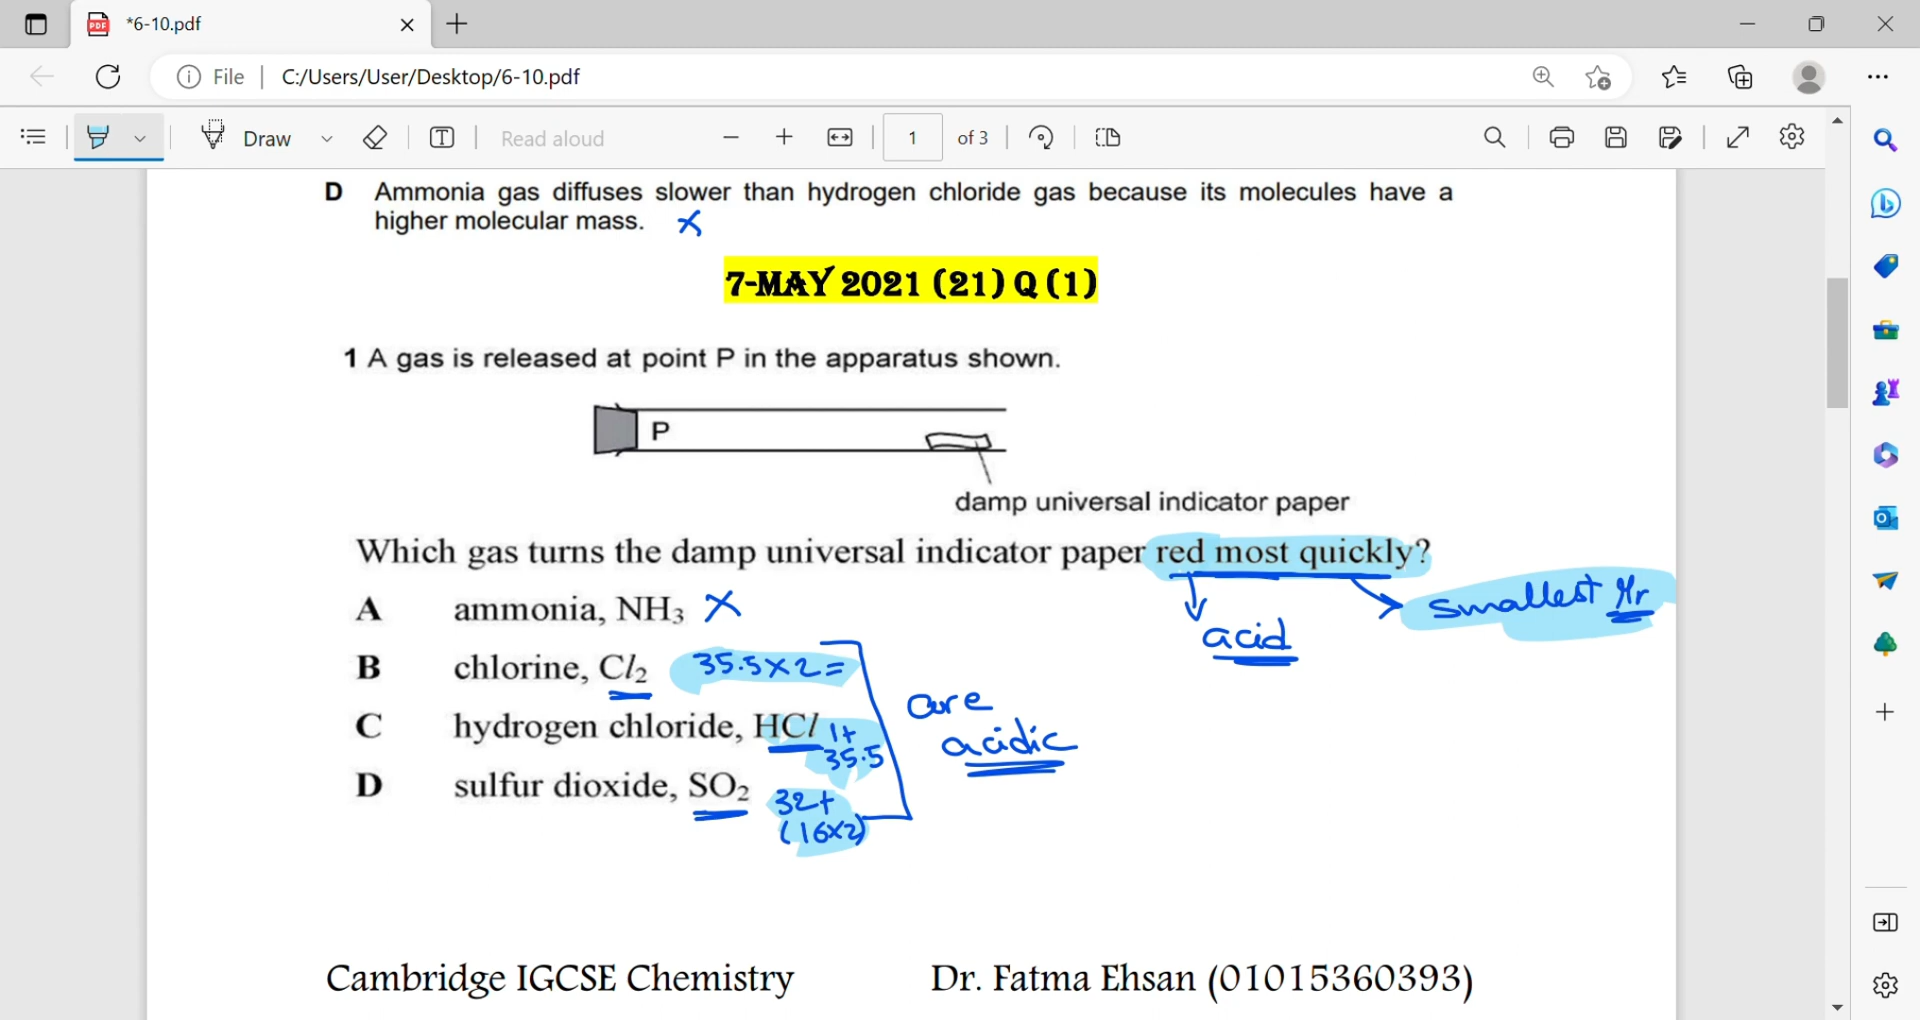 *6-10.pdf
File | C:/Users/User/Desktop/6-10.pdf
Draw
Read aloud
1 of 3
D Ammonia gas diffuses slower than hydrogen chloride gas because its molecules have a
higher molecular mass. X
7-MAY 2021 (21) Q (1)
1 A gas is released at point P in the apparatus shown.
P
damp universal indicator paper
Which gas turns the damp universal indicator paper red most quickly?
smallest Mr
A ammonia, NH3 X
acid
B chlorine, Cl2 35.5×2=
are
acidic
C hydrogen chloride, HCl 1+
35.5
D sulfur dioxide, SO2 32+
(16×2)
Cambridge IGCSE Chemistry Dr. Fatma Ehsan (01015360393)